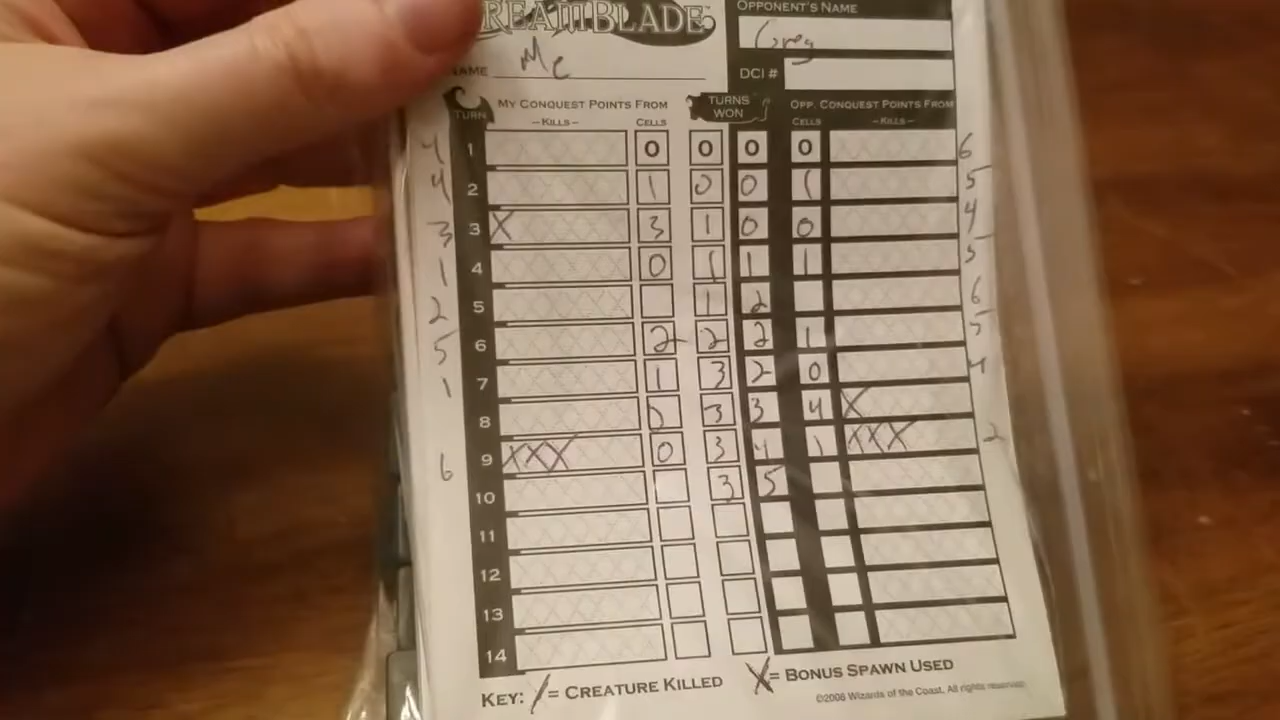 DREAMBLADE
OPPONENT'S NAME
Greg
NAME Me
DCI #
TURN MY CONQUEST POINTS FROM TURNS WON OPP. CONQUEST POINTS FROM
–KILLS– CELLS CELLS –KILLS–
4 1 0 0 0 0 6
4 2 1 0 0 1 5
3 3 X 3 1 0 0 4
1 4 0 1 1 1 5
2 5 1 2 6
5 6 2 2 2 1 5
1 7 1 3 2 0 4
8 0 3 3 4 X
6 9 XXX 0 3 4 1 XXX 2
10 3 5
11
12
13
14
KEY: / = CREATURE KILLED X = BONUS SPAWN USED
©2006 Wizards of the Coast, All rights reserved.